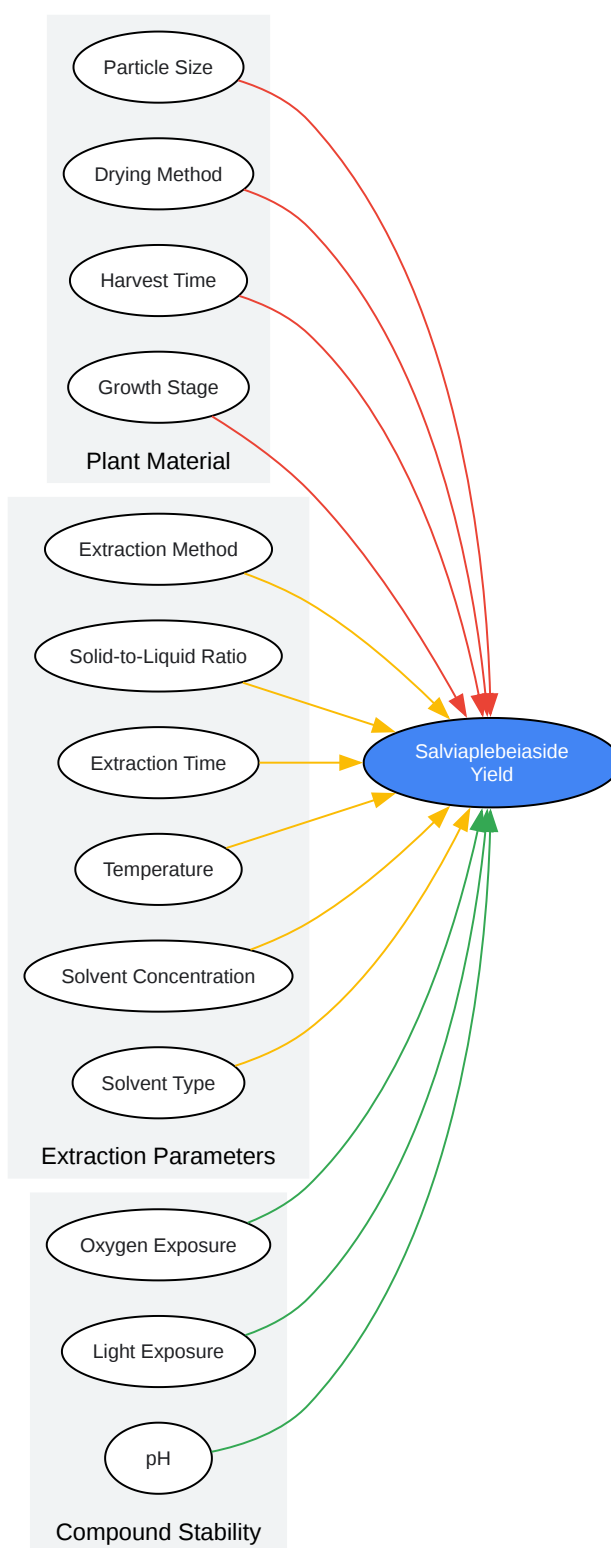 Particle Size
Drying Method
Harvest Time
Growth Stage
Plant Material
Extraction Method
Solid-to-Liquid Ratio
Extraction Time
Temperature
Solvent Concentration
Solvent Type
Extraction Parameters
Salviaplebeiaside
Yield
Oxygen Exposure
Light Exposure
pH
Compound Stability